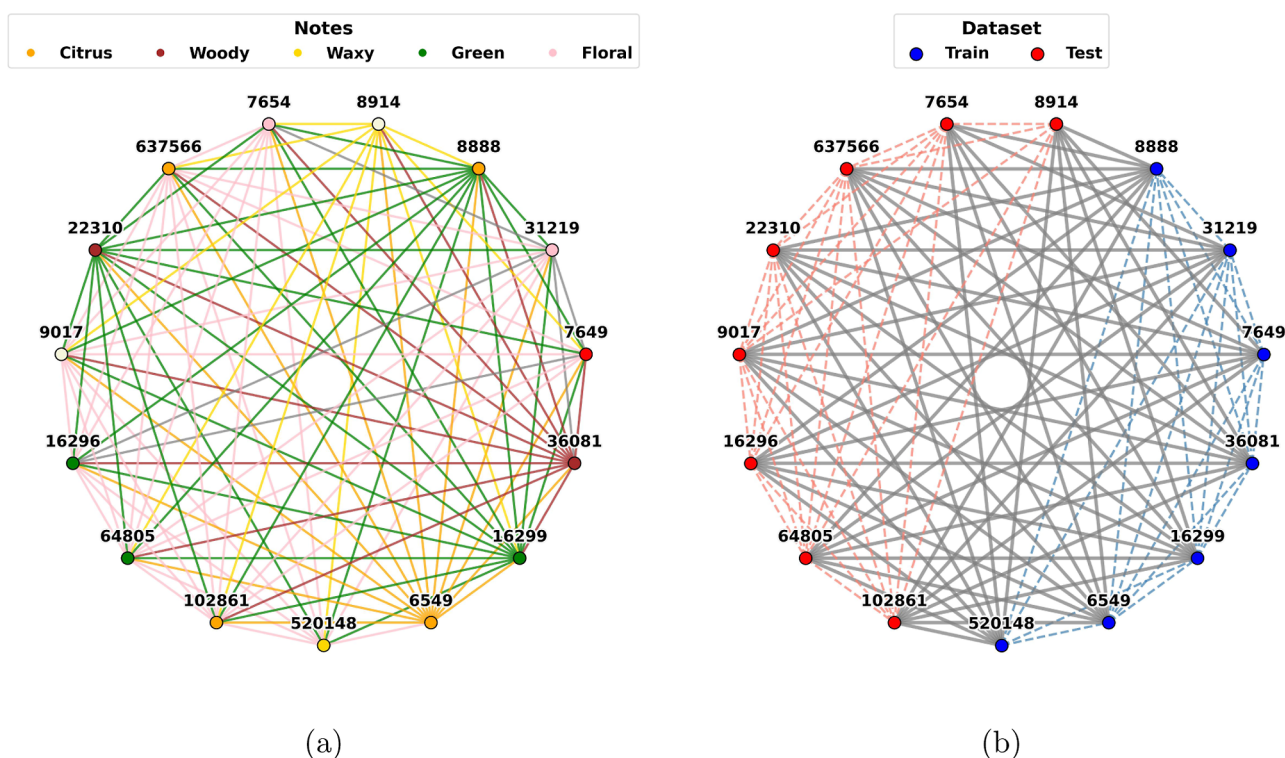 Notes
Citrus Woody Waxy Green Floral
7654 8914
637566 8888
22310 31219
9017 7649
16296 36081
64805 16299
102861 6549
520148
(a)
Dataset
Train Test
7654 8914
637566 8888
22310 31219
9017 7649
16296 36081
64805 16299
102861 6549
520148
(b)